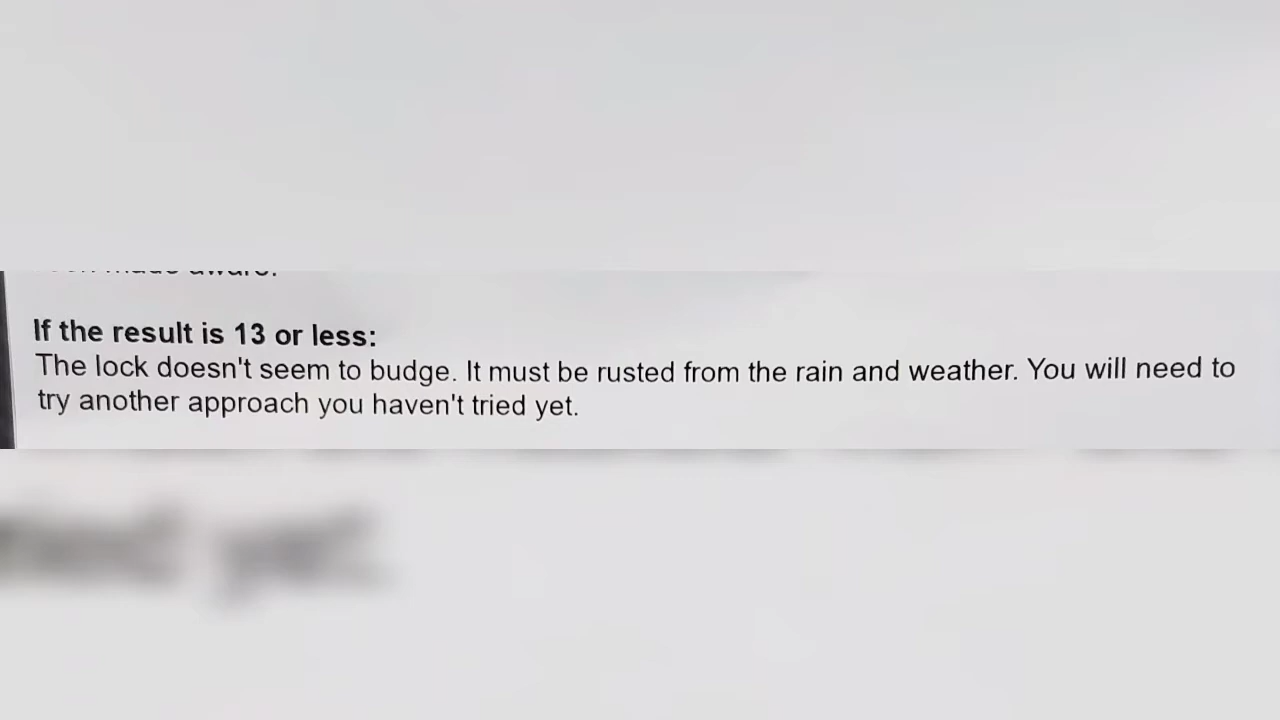 If the result is 13 or less:
The lock doesn't seem to budge. It must be rusted from the rain and weather. You will need to
try another approach you haven't tried yet.